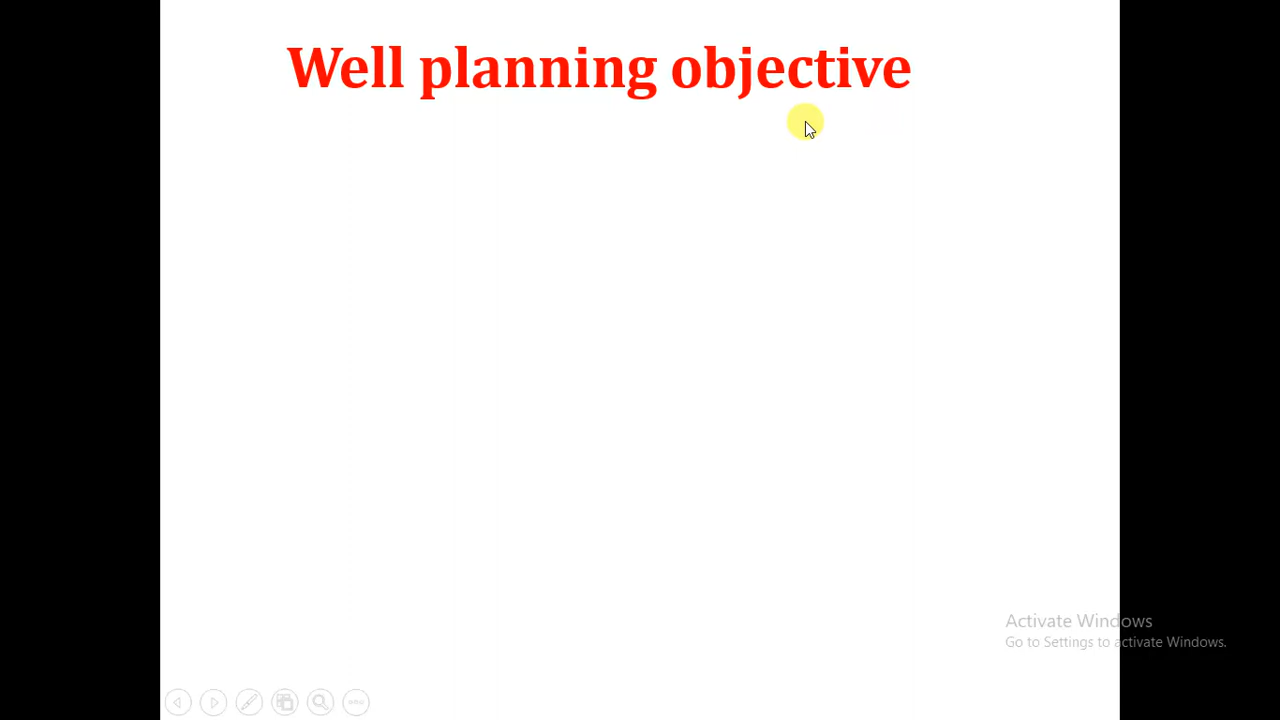 Well planning objective
Activate Windows
Go to Settings to activate Windows.